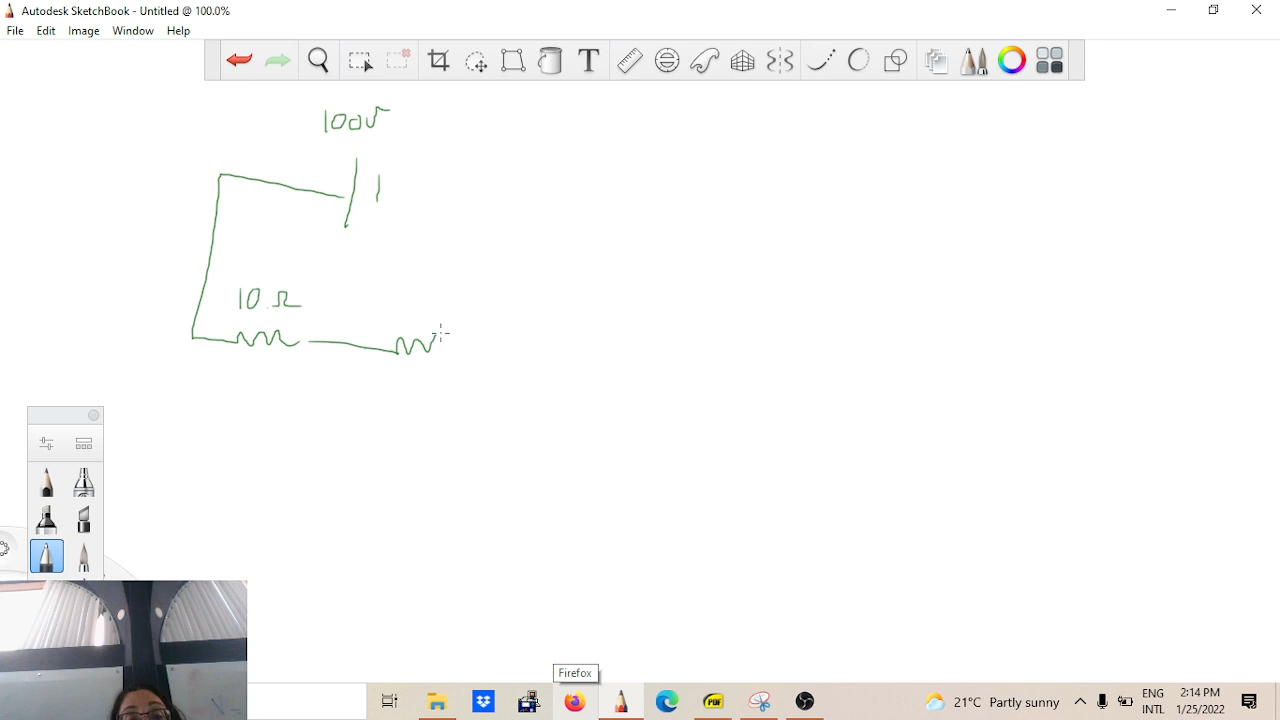 Autodesk SketchBook - Untitled @ 100.0%
File Edit Image Window Help
T
100v
10 Ω
Firefox
PDF
21°C Partly sunny
ENG
INTL
2:14 PM
1/25/2022